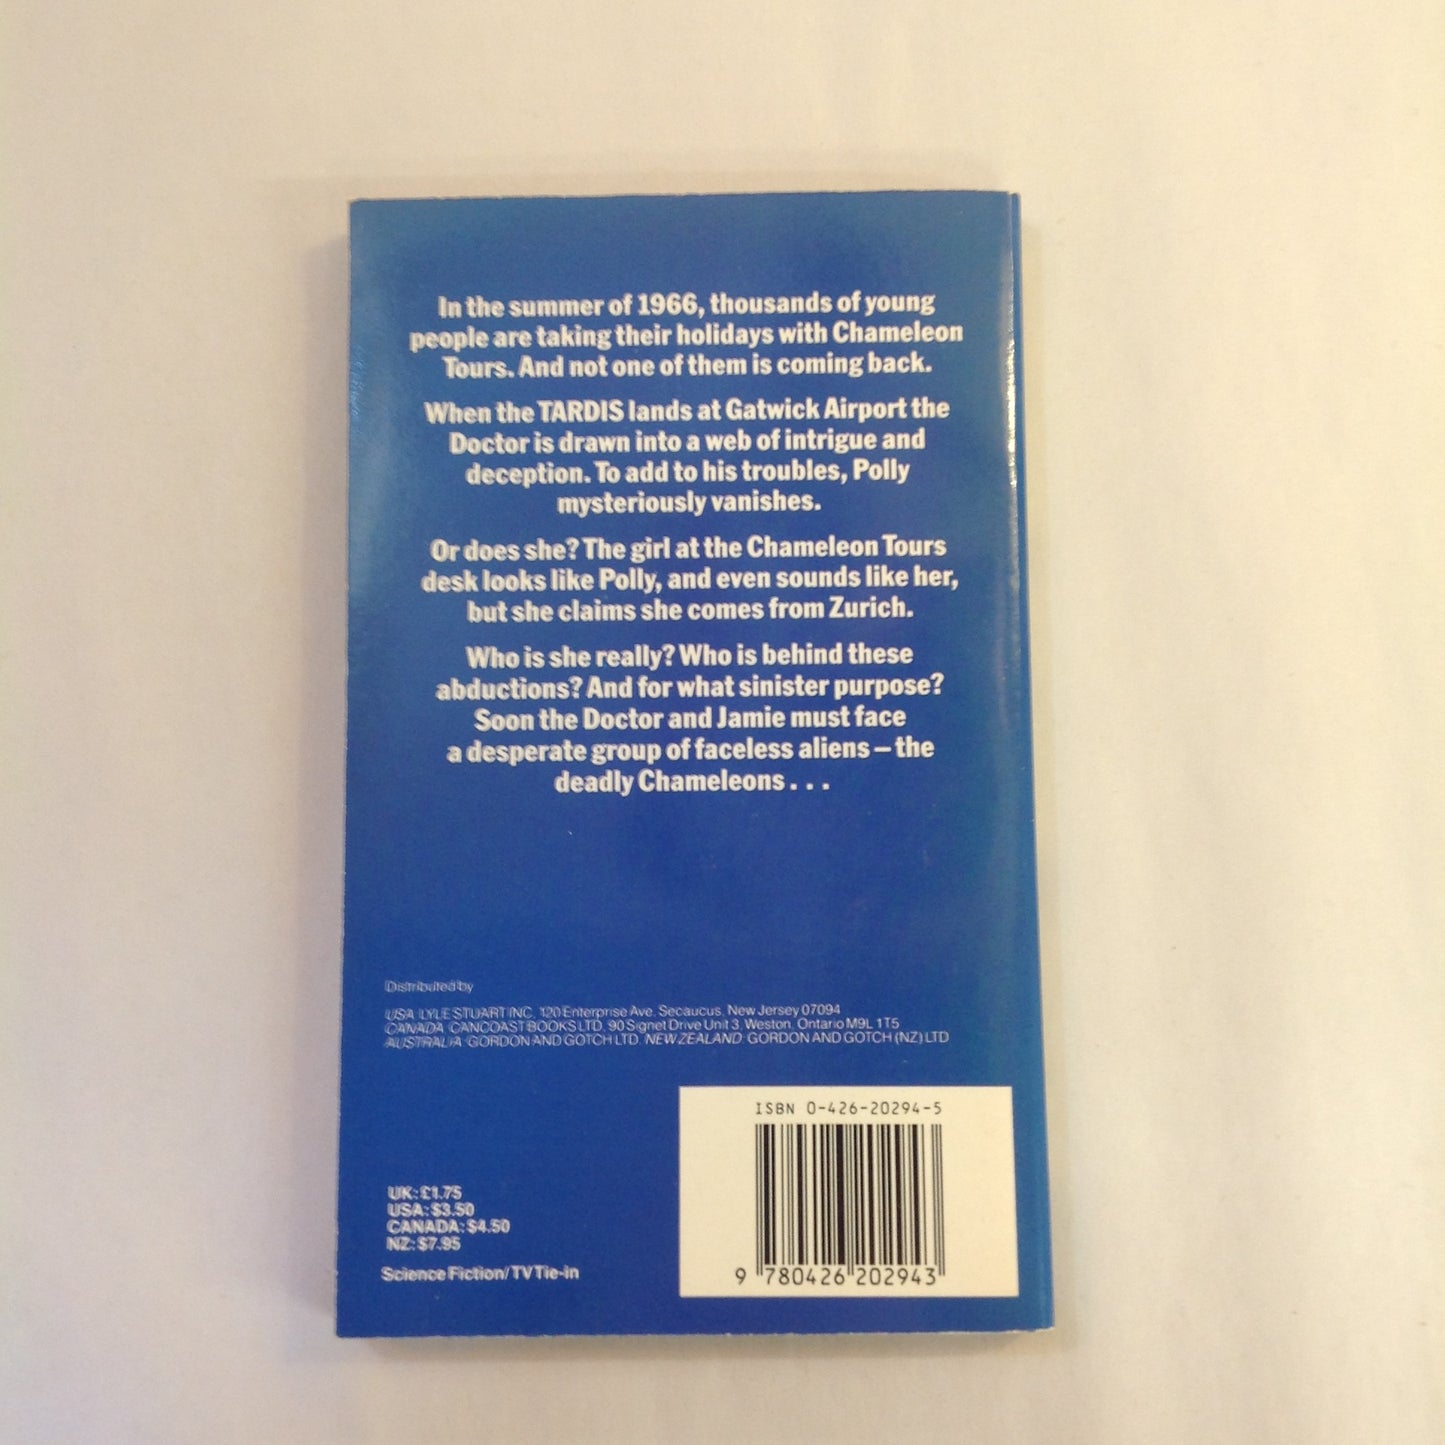 In the summer of 1966, thousands of young
people are taking their holidays with Chameleon
Tours. And not one of them is coming back.
When the TARDIS lands at Gatwick Airport the
Doctor is drawn into a web of intrigue and
deception. To add to his troubles, Polly
mysteriously vanishes.
Or does she? The girl at the Chameleon Tours
desk looks like Polly, and even sounds like her,
but she claims she comes from Zurich.
Who is she really? Who is behind these
abductions? And for what sinister purpose?
Soon the Doctor and Jamie must face
a desperate group of faceless aliens – the
deadly Chameleons . . .
Distributed by
USA: LYLE STUART INC, 120 Enterprise Ave, Secaucus, New Jersey 07094
CANADA: CANCOAST BOOKS LTD, 90 Signet Drive Unit 3, Weston, Ontario M9L 1T5
AUSTRALIA: GORDON AND GOTCH LTD. NEW ZEALAND: GORDON AND GOTCH (NZ) LTD
ISBN 0-426-20294-5
9 780426 202943
UK: £1.75
USA: $3.50
CANADA: $4.50
NZ: $7.95
Science Fiction/TV Tie-in